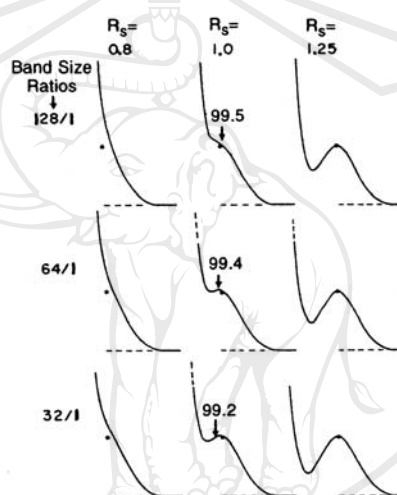 Rs= Rs= Rs=
0.8 1.0 1.25
Band Size
Ratios
128/1
99.5
64/1
99.4
32/1
99.2